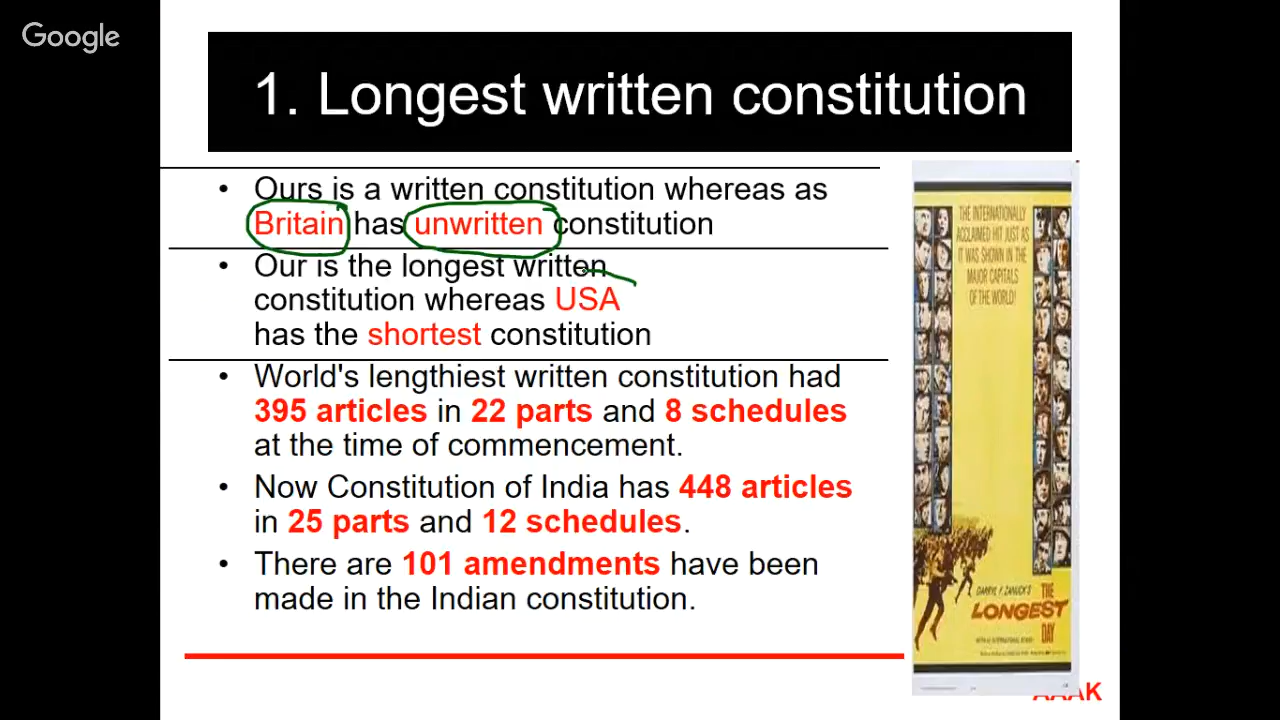 Google
1. Longest written constitution
• Ours is a written constitution whereas as
Britain has unwritten constitution
• Our is the longest written
constitution whereas USA
has the shortest constitution
• World's lengthiest written constitution had
395 articles in 22 parts and 8 schedules
at the time of commencement.
• Now Constitution of India has 448 articles
in 25 parts and 12 schedules.
• There are 101 amendments have been
made in the Indian constitution.
THE INTERNATIONALLY
ACCLAIMED HIT JUST AS
IT WAS SHOWN IN THE
MAJOR CAPITALS
OF THE WORLD!
DARRYL F. ZANUCK'S
THE
LONGEST
DAY